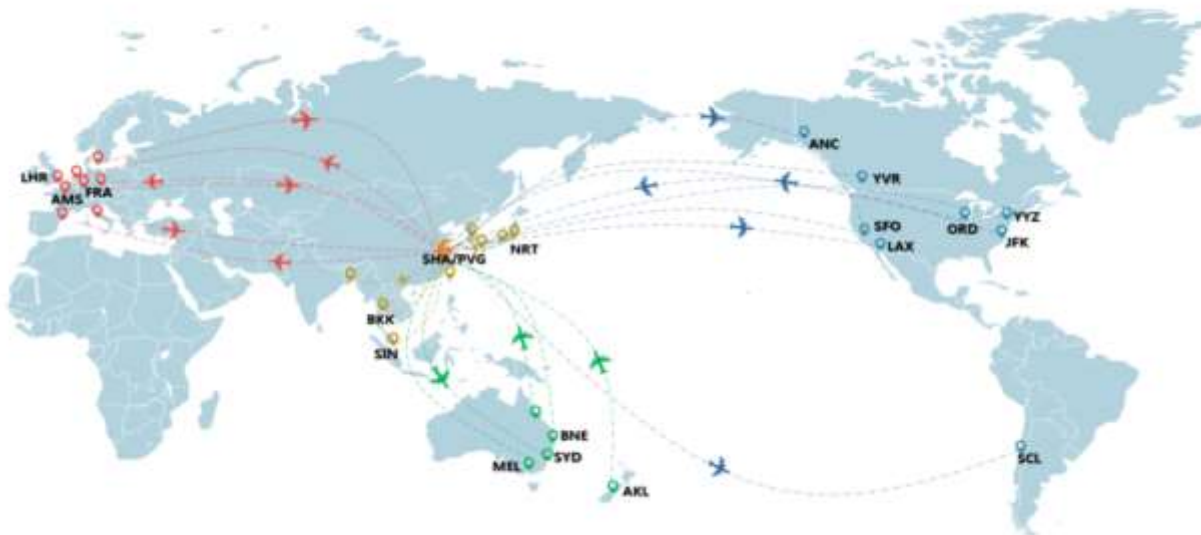 ANC
LHR
YVR
FRA
AMS
SFO
ORD
YYZ
NRT
LAX
JFK
SHA/PVG
BKK
SIN
BNE
SYD
MEL
SCL
AKL